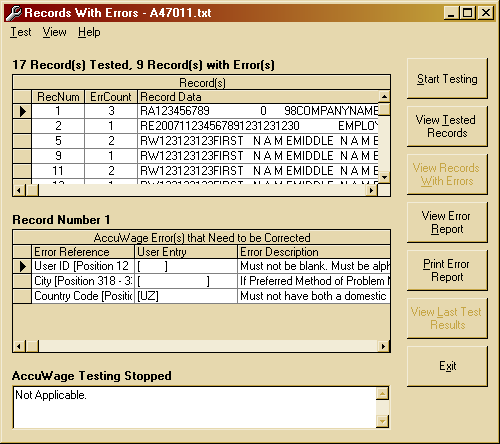 Records With Errors - A47011.txt
Test View Help
17 Record(s) Tested, 9 Record(s) with Error(s)
Record(s)
RecNum ErrCount Record Data
1 3 RA123456789 0 98COMPANYNAME
2 1 RE200711234567891231231230 EMPLOY
5 2 RW123123123FIRST N A M EMIDDLE N A M E
9 1 RW123123123FIRST N A M EMIDDLE N A M E
11 2 RW123123123FIRST N A M EMIDDLE N A M E
Record Number 1
AccuWage Error(s) that Need to be Corrected
Error Reference User Entry Error Description
User ID [Position 12 [ ] Must not be blank. Must be alph
City [Position 318 - 3 [ ] If Preferred Method of Problem N
Country Code [Positio [UZ] Must not have both a domestic
AccuWage Testing Stopped
Not Applicable.
Start Testing
View Tested
Records
View Records
With Errors
View Error
Report
Print Error
Report
View Last Test
Results
Exit